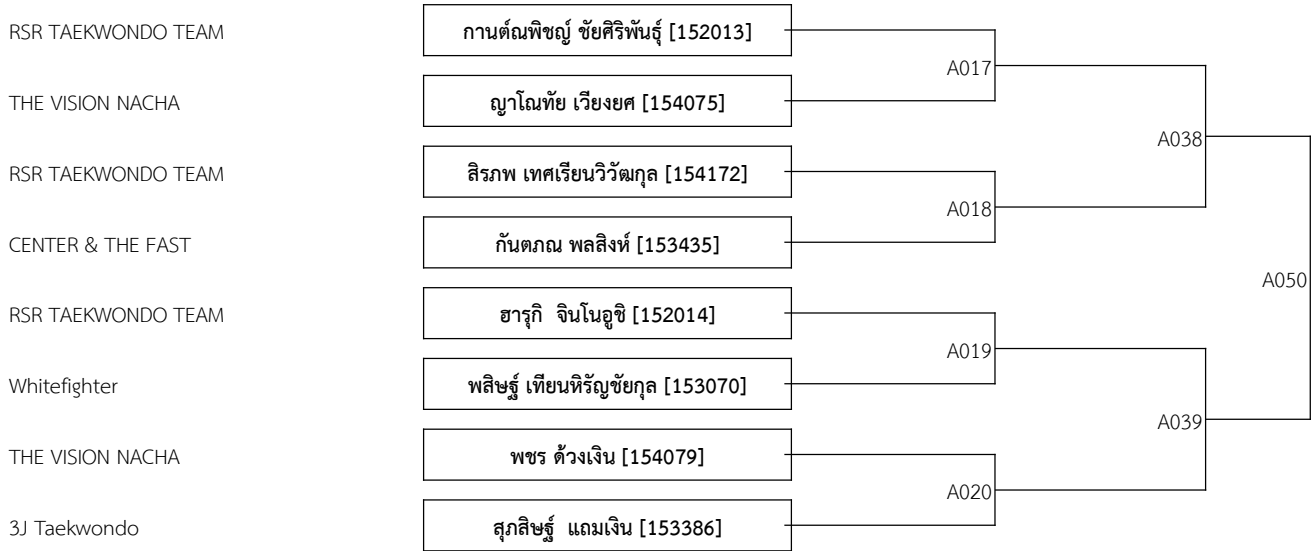 RSR TAEKWONDO TEAM กานต์ณพิชญ์ ชัยศิริพันธุ์ [152013]
A017
THE VISION NACHA ญาโณทัย เวียงยศ [154075]
A038
RSR TAEKWONDO TEAM สิรภพ เทศเรียนวิวัฒกุล [154172]
A018
CENTER & THE FAST กันตภณ พลสิงห์ [153435]
A050
RSR TAEKWONDO TEAM ฮารุกิ จินโนอูชิ [152014]
A019
Whitefighter พสิษฐ์ เทียนหิรัญชัยกุล [153070]
A039
THE VISION NACHA พชร ด้วงเงิน [154079]
A020
3J Taekwondo สุภสิษฐ์ แถมเงิน [153386]